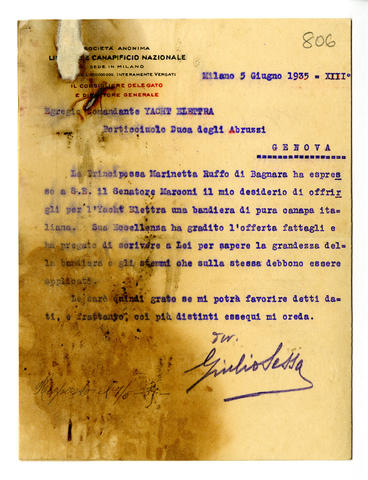 806
SOCIETÀ ANONIMA
CANAPIFICIO NAZIONALE
SEDE IN MILANO
INTERAMENTE VERSATI
IL CONSIGLIERE DELEGATO
E DIRETTORE GENERALE
Milano 5 Giugno 1935 - XIII°
Egregio Comandante YACHT ELETTRA
Porticciuolo Duca degli Abruzzi
GENOVA
La Principessa Marinetta Ruffo di Bagnara ha espres
so a S.E. il Senatore Marconi il mio desiderio di offrir
gli per l'Yacht Elettra una bandiera di pura canapa ita-
liana. Sua Eccellenza ha gradito l'offerta fattagli e
ha pregato di scrivere a Lei per sapere la grandezza del-
la bandiera e gli stemmi che sulla stessa debbono essere
applicati.
Le sarò quindi grato se mi potrà favorire detti da-
ti, e frattanto, coi più distinti ossequi mi creda.
Giulio Sessa